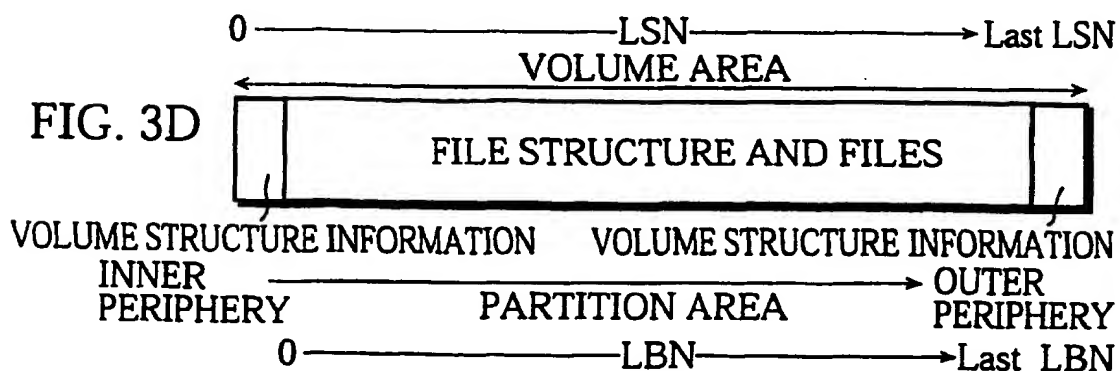 0 LSN Last LSN
VOLUME AREA
FIG. 3D
FILE STRUCTURE AND FILES
VOLUME STRUCTURE INFORMATION VOLUME STRUCTURE INFORMATION
INNER PERIPHERY
PARTITION AREA
OUTER PERIPHERY
0 LBN Last LBN